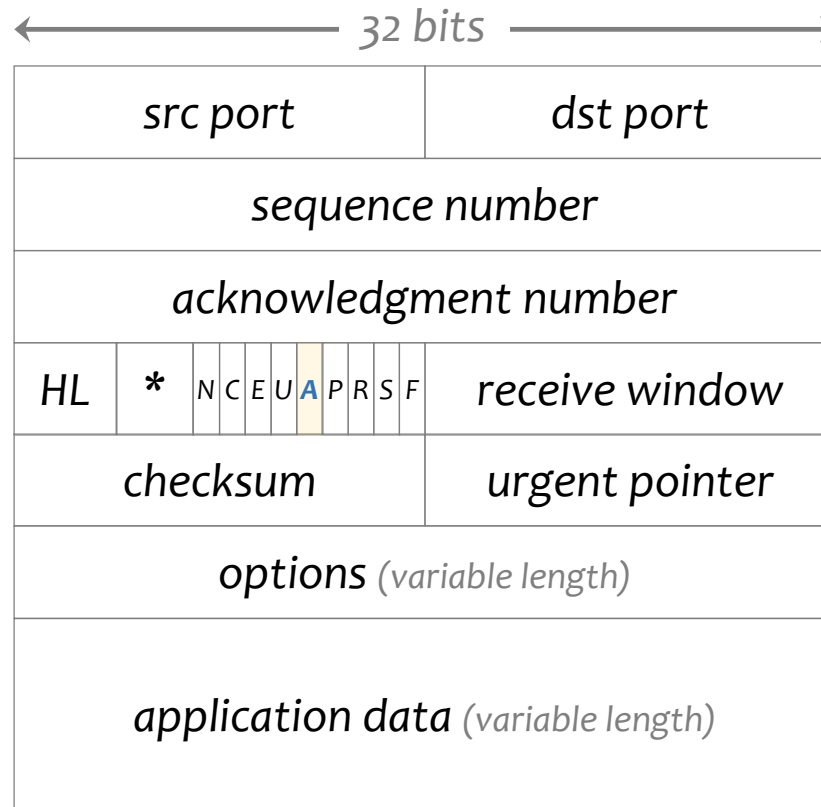 32 bits
src port dst port
sequence number
acknowledgment number
HL * N C E U A P R S F receive window
checksum urgent pointer
options (variable length)
application data (variable length)